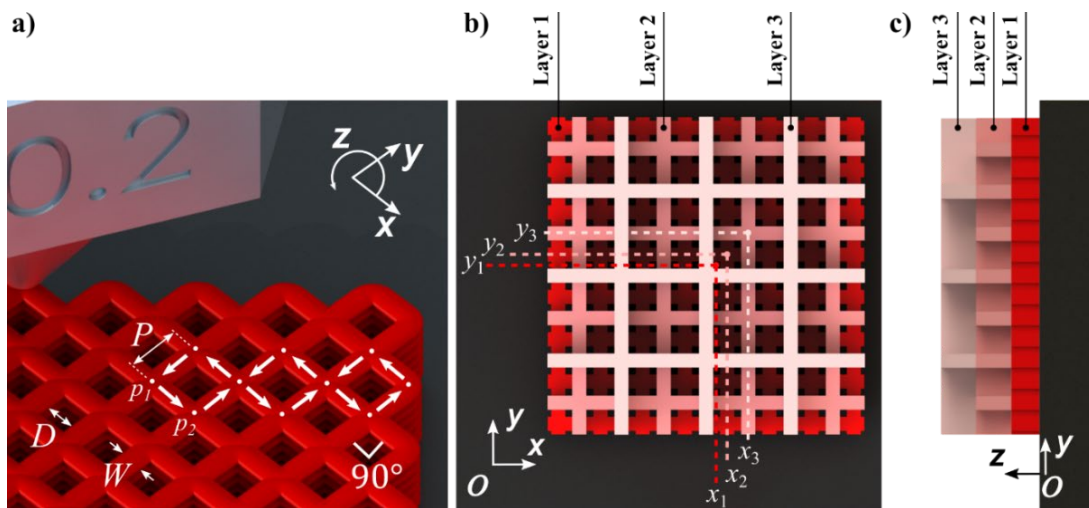 a)
0.2
z
y
x
P
p1
p2
D
W
90°
b)
Layer 1
Layer 2
Layer 3
y3
y2
y1
x3
x2
x1
y
x
O
c)
Layer 3
Layer 2
Layer 1
z
y
O